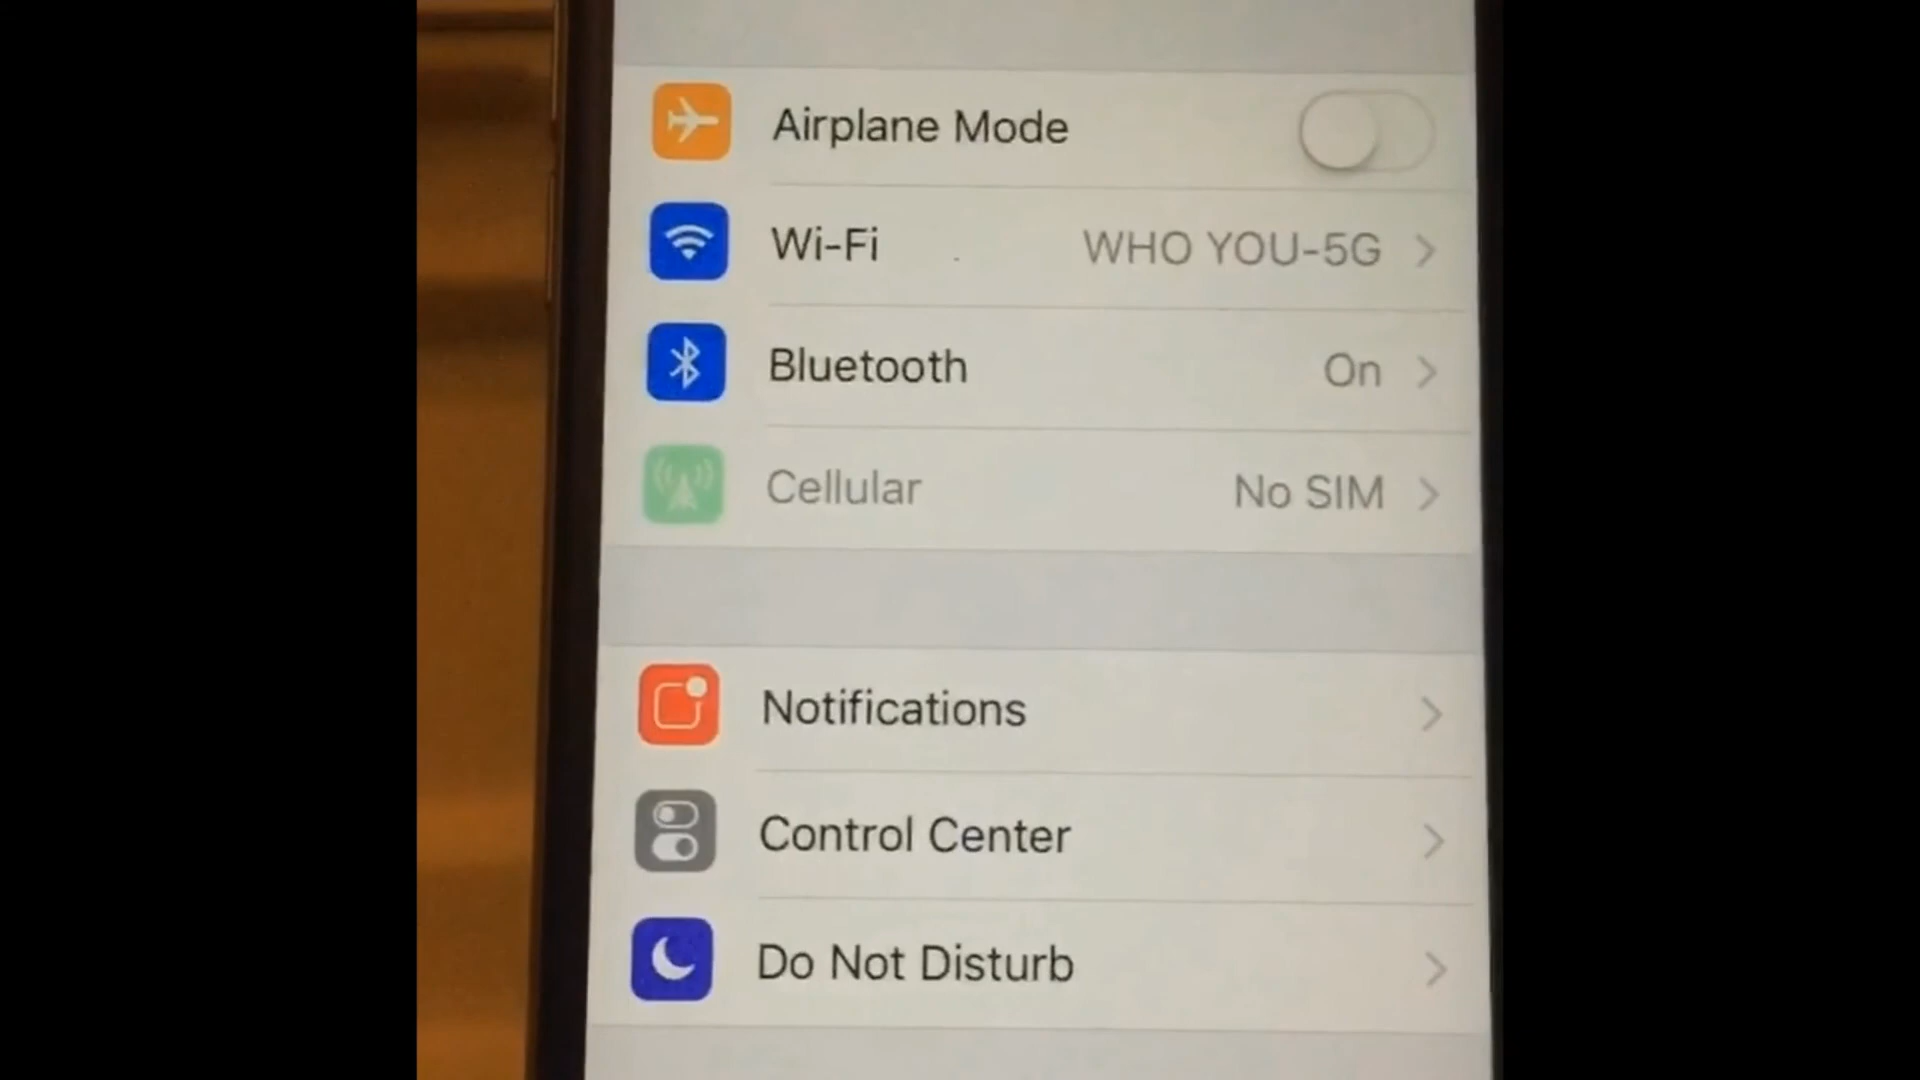 Airplane Mode
Wi-Fi WHO YOU-5G
Bluetooth On
Cellular No SIM
Notifications
Control Center
Do Not Disturb